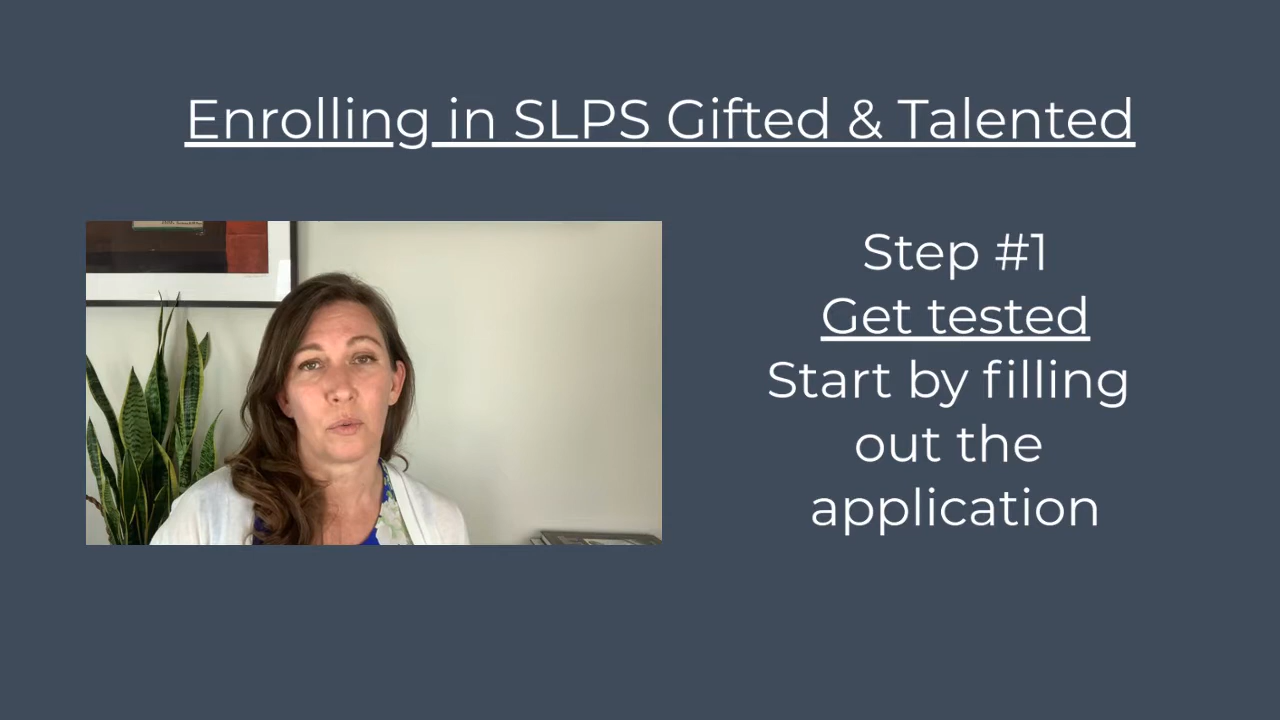 Enrolling in SLPS Gifted & Talented
Step #1
Get tested
Start by filling
out the
application